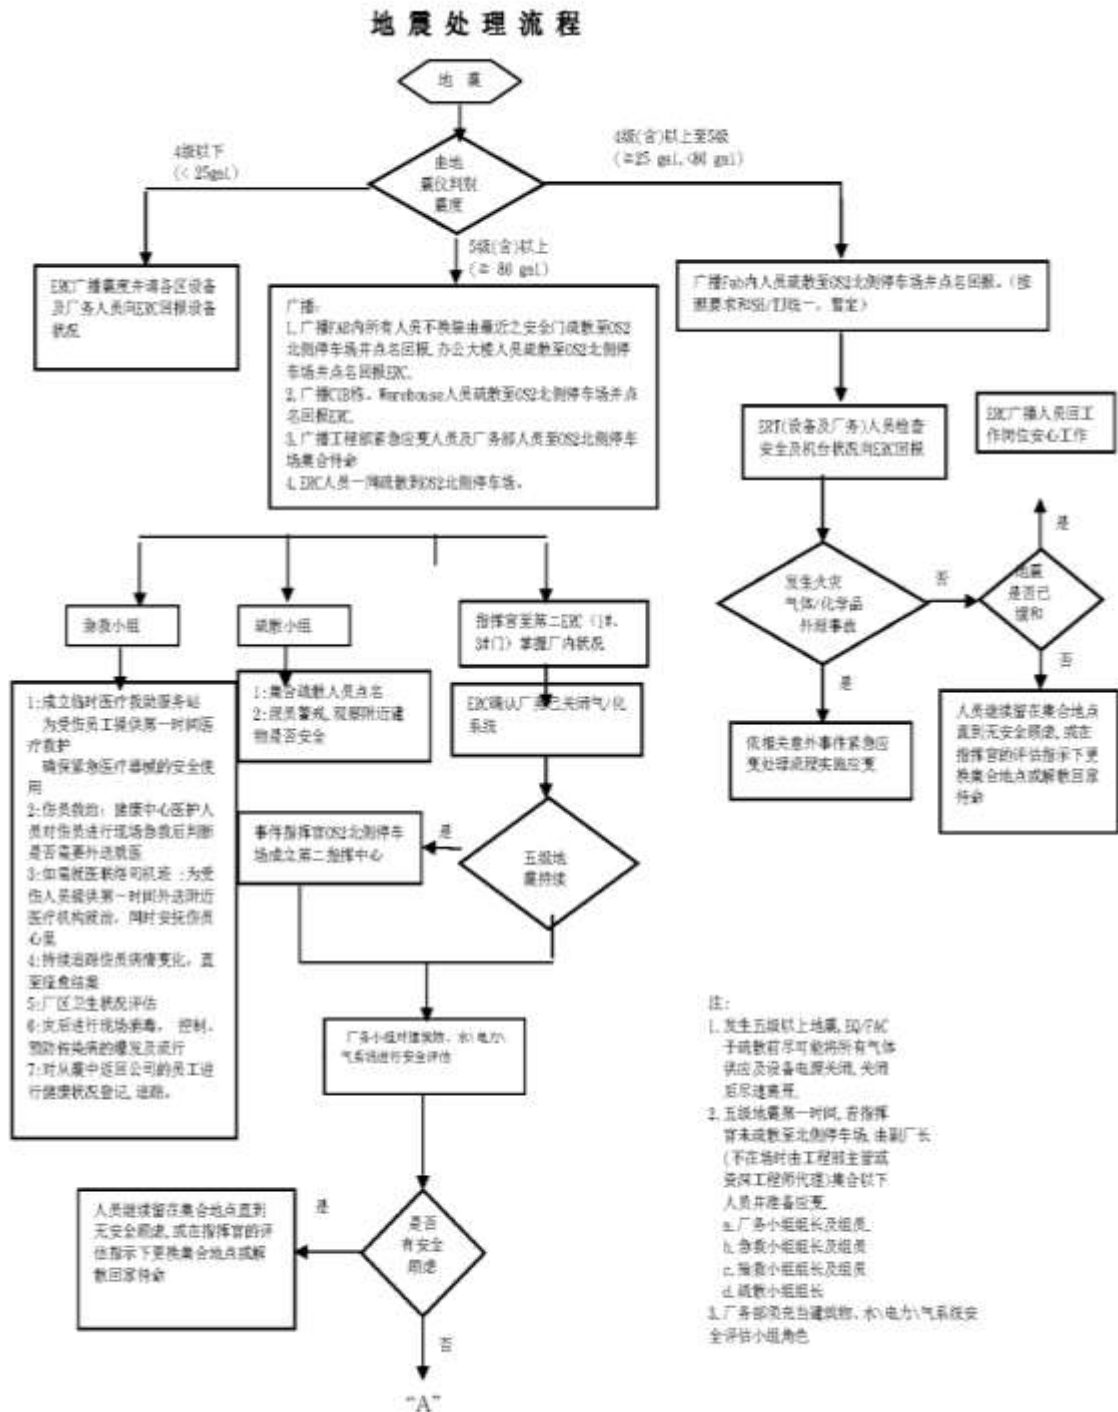 地震处理流程
地 震
4级以下
(< 25gal)
4级(含)以上至5级
(≧25 gal,<80 gal)
由地
震仪判别
震度
5级(含)以上
(≧ 80 gal)
ERC广播震度并请各区设备
及厂务人员向ERC回报设备
状况
广播:
1.广播FAB内所有人员不换装由最近之安全门疏散至OS2
北侧停车场并点名回报,办公大楼人员疏散至OS2北侧停
车场并点名回报ERC.
2.广播CUB栋、Warehouse人员疏散至OS2北侧停车场并点
名回报ERC.
3.广播工程部紧急应变人员及厂务部人员至OS2北侧停车
场集合待命
4.ERC人员一同疏散到OS2北侧停车场。
广播Fab内人员疏散至OS2北侧停车场并点名回报。(按
照要求和SH/TJ统一, 暂定)
ERT(设备及厂务)人员检查
安全及机台状况向ERC回报
ERC广播人员回工
作岗位安心工作
是
发生火灾
气体/化学品
外泄事故
否
地震
是否已
缓和
是
否
依相关意外事件紧急应
变处理流程实施应变
人员继续留在集合地点
直到无安全顾虑,或在
指挥官的评估指示下更
换集合地点或解散回家
待命
急救小组
疏散小组
指挥官至第二ERC (1#、
3#门) 掌握厂内状况
1:成立临时医疗救助服务站
为受伤员工提供第一时间医
疗救护
确保紧急医疗器械的安全使
用
2:伤员救治: 健康中心医护人
员对伤员进行现场急救后判断
是否需要外送就医
3:如需就医联络司机班 :为受
伤人员提供第一时间外送附近
医疗机构救治, 同时安抚伤员
心里
4:持续追踪伤员病情变化, 直
至痊愈结案
5:厂区卫生状况评估
6:灾后进行现场消毒, 控制、
预防传染病的爆发及流行
7:对从震中返回公司的员工进
行健康状况登记,追踪。
1:集合疏散人员点名
2:派员警戒,观察附近建
物是否安全
ERC确认厂务已关闭气/化
系统
事件指挥官OS2北侧停车
场成立第二指挥中心
是
五级地
震持续
厂务小组对建筑物、水\电力\
气系统进行安全评估
人员继续留在集合地点直到
无安全顾虑,或在指挥官的评
估指示下更换集合地点或解
散回家待命
是
是否
有安全
顾虑
否
“A”
注:
1.发生五级以上地震,EQ/FAC
于疏散前尽可能将所有气体
供应及设备电源关闭,关闭
后尽速离开.
2.五级地震第一时间,若指挥
官未疏散至北侧停车场,由副厂长
(不在场时由工程部主管或
资深工程师代理)集合以下
人员并准备应变.
a.厂务小组组长及组员.
b.急救小组组长及组员
c.抢救小组组长及组员
d.疏散小组组长
3.厂务部须充当建筑物、水\电力\气系统安
全评估小组角色